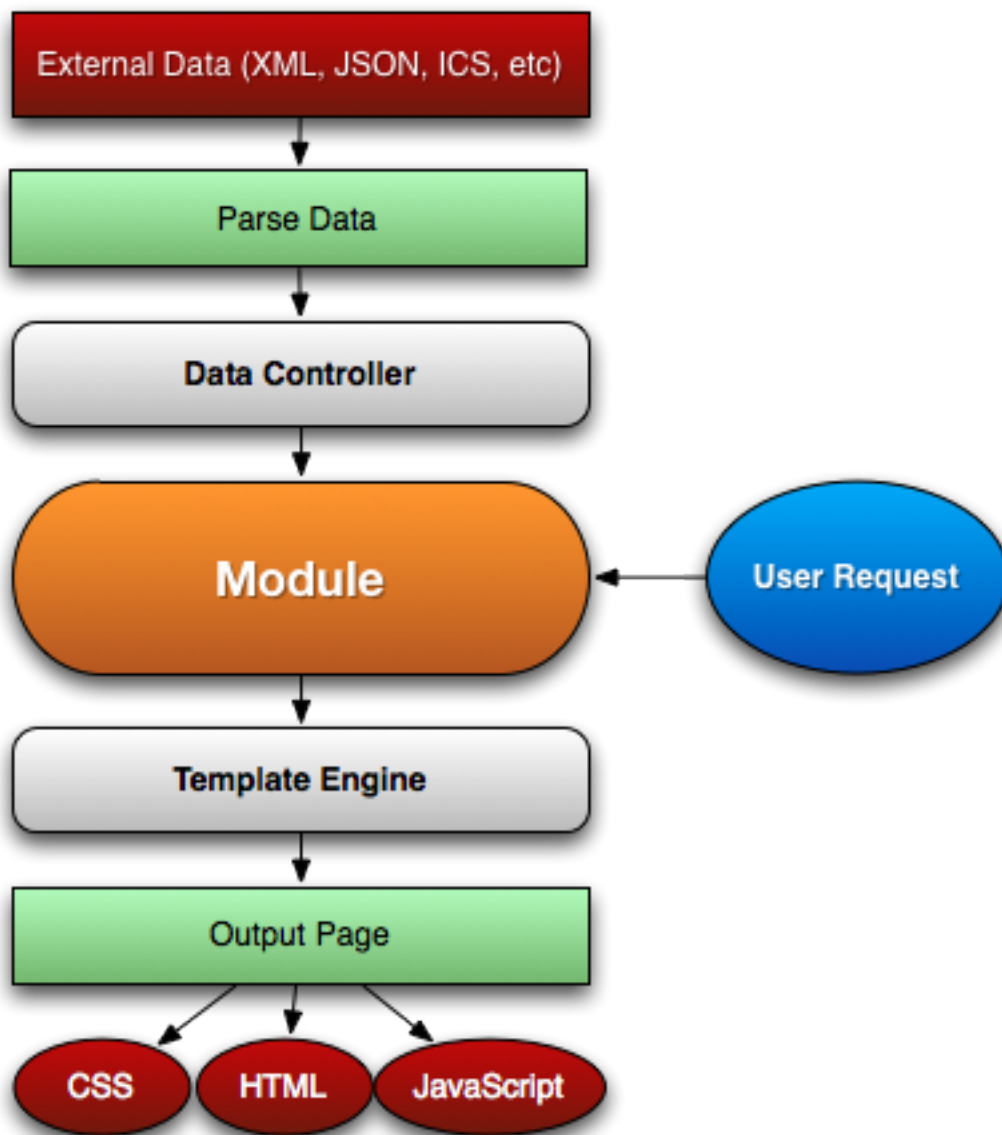 External Data (XML, JSON, ICS, etc)
Parse Data
Data Controller
Module
User Request
Template Engine
Output Page
CSS
HTML
JavaScript